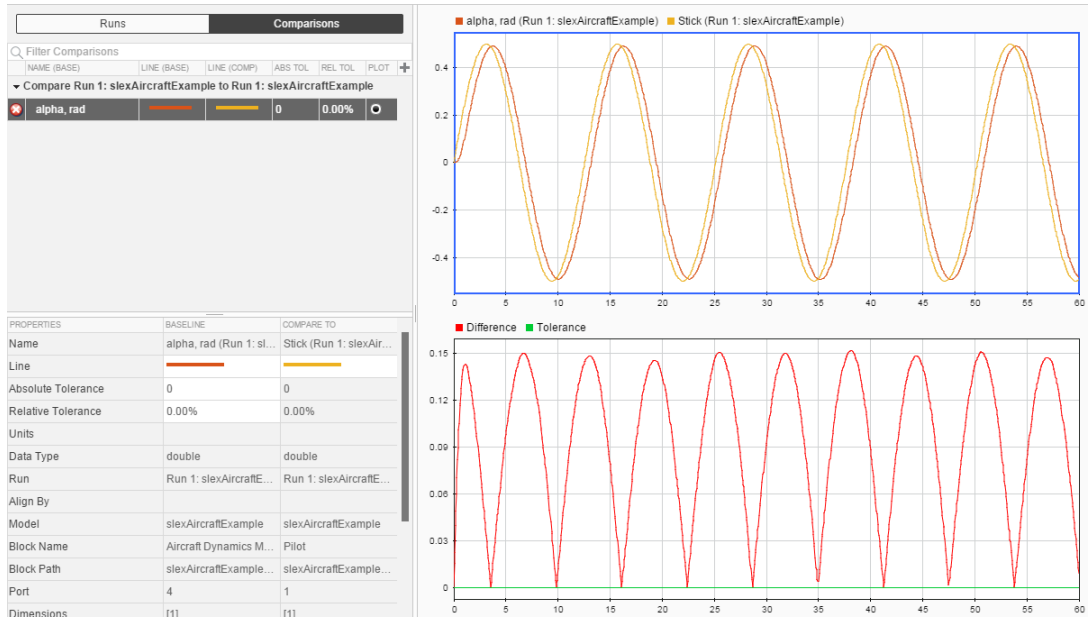 Runs Comparisons
Filter Comparisons
NAME (BASE) LINE (BASE) LINE (COMP) ABS TOL REL TOL PLOT
Compare Run 1: slexAircraftExample to Run 1: slexAircraftExample
alpha, rad 0 0.00%
PROPERTIES BASELINE COMPARE TO
Name alpha, rad (Run 1: sl... Stick (Run 1: slexAir...
Line
Absolute Tolerance 0 0
Relative Tolerance 0.00% 0.00%
Units
Data Type double double
Run Run 1: slexAircraftE... Run 1: slexAircraftE...
Align By
Model slexAircraftExample slexAircraftExample
Block Name Aircraft Dynamics M... Pilot
Block Path slexAircraftExample... slexAircraftExample...
Port 4 1
Dimensions [1] [1]
alpha, rad (Run 1: slexAircraftExample) Stick (Run 1: slexAircraftExample)
0.4
0.2
0
-0.2
-0.4
0 5 10 15 20 25 30 35 40 45 50 55 60
Difference Tolerance
0.15
0.12
0.09
0.06
0.03
0
0 5 10 15 20 25 30 35 40 45 50 55 60